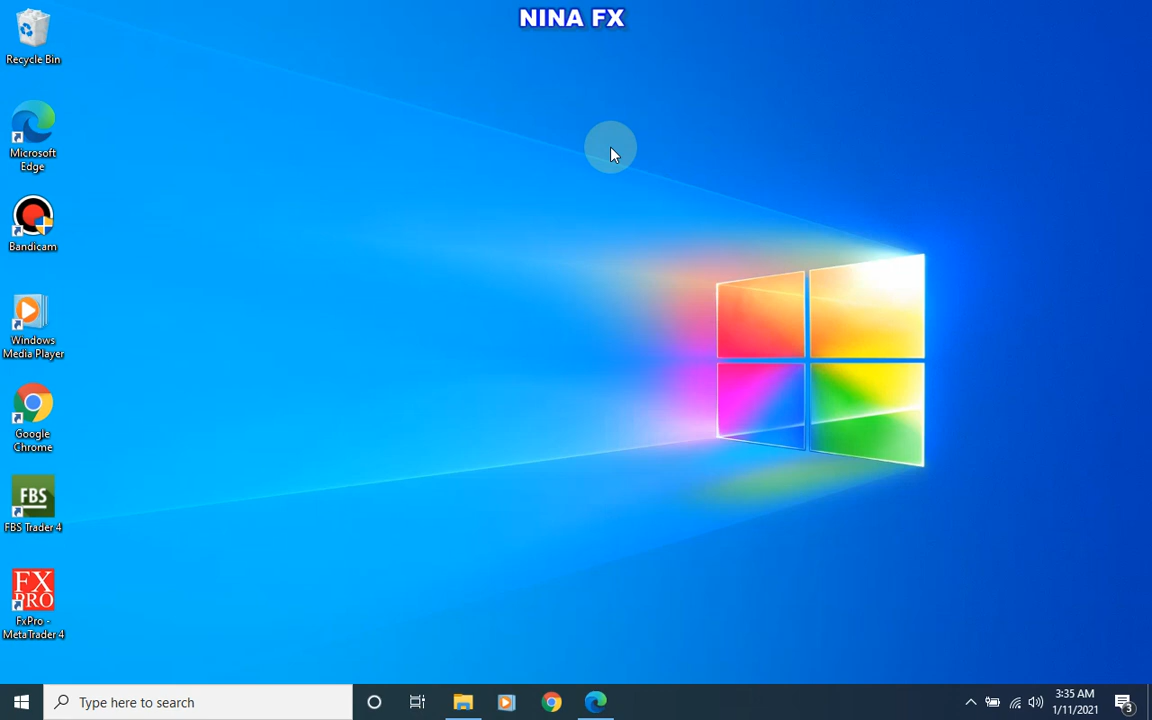 NINA FX
Recycle Bin
Microsoft
Edge
Bandicam
Windows
Media Player
Google
Chrome
FBS
FBS Trader 4
FX
PRO
FxPro -
MetaTrader 4
Type here to search
3:35 AM
1/11/2021
3